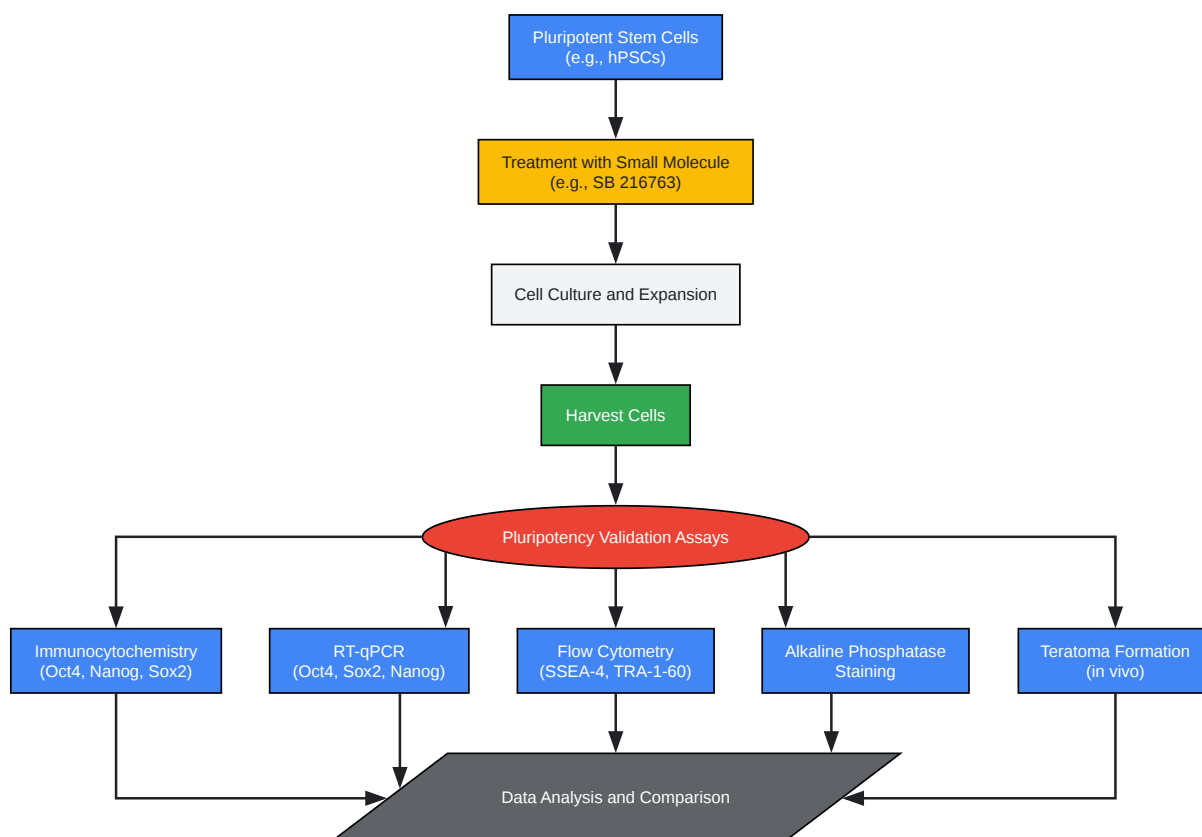 Pluripotent Stem Cells
(e.g., hPSCs)
Treatment with Small Molecule
(e.g., SB 216763)
Cell Culture and Expansion
Harvest Cells
Pluripotency Validation Assays
Immunocytochemistry
(Oct4, Nanog, Sox2)
RT-qPCR
(Oct4, Sox2, Nanog)
Flow Cytometry
(SSEA-4, TRA-1-60)
Alkaline Phosphatase
Staining
Teratoma Formation
(in vivo)
Data Analysis and Comparison